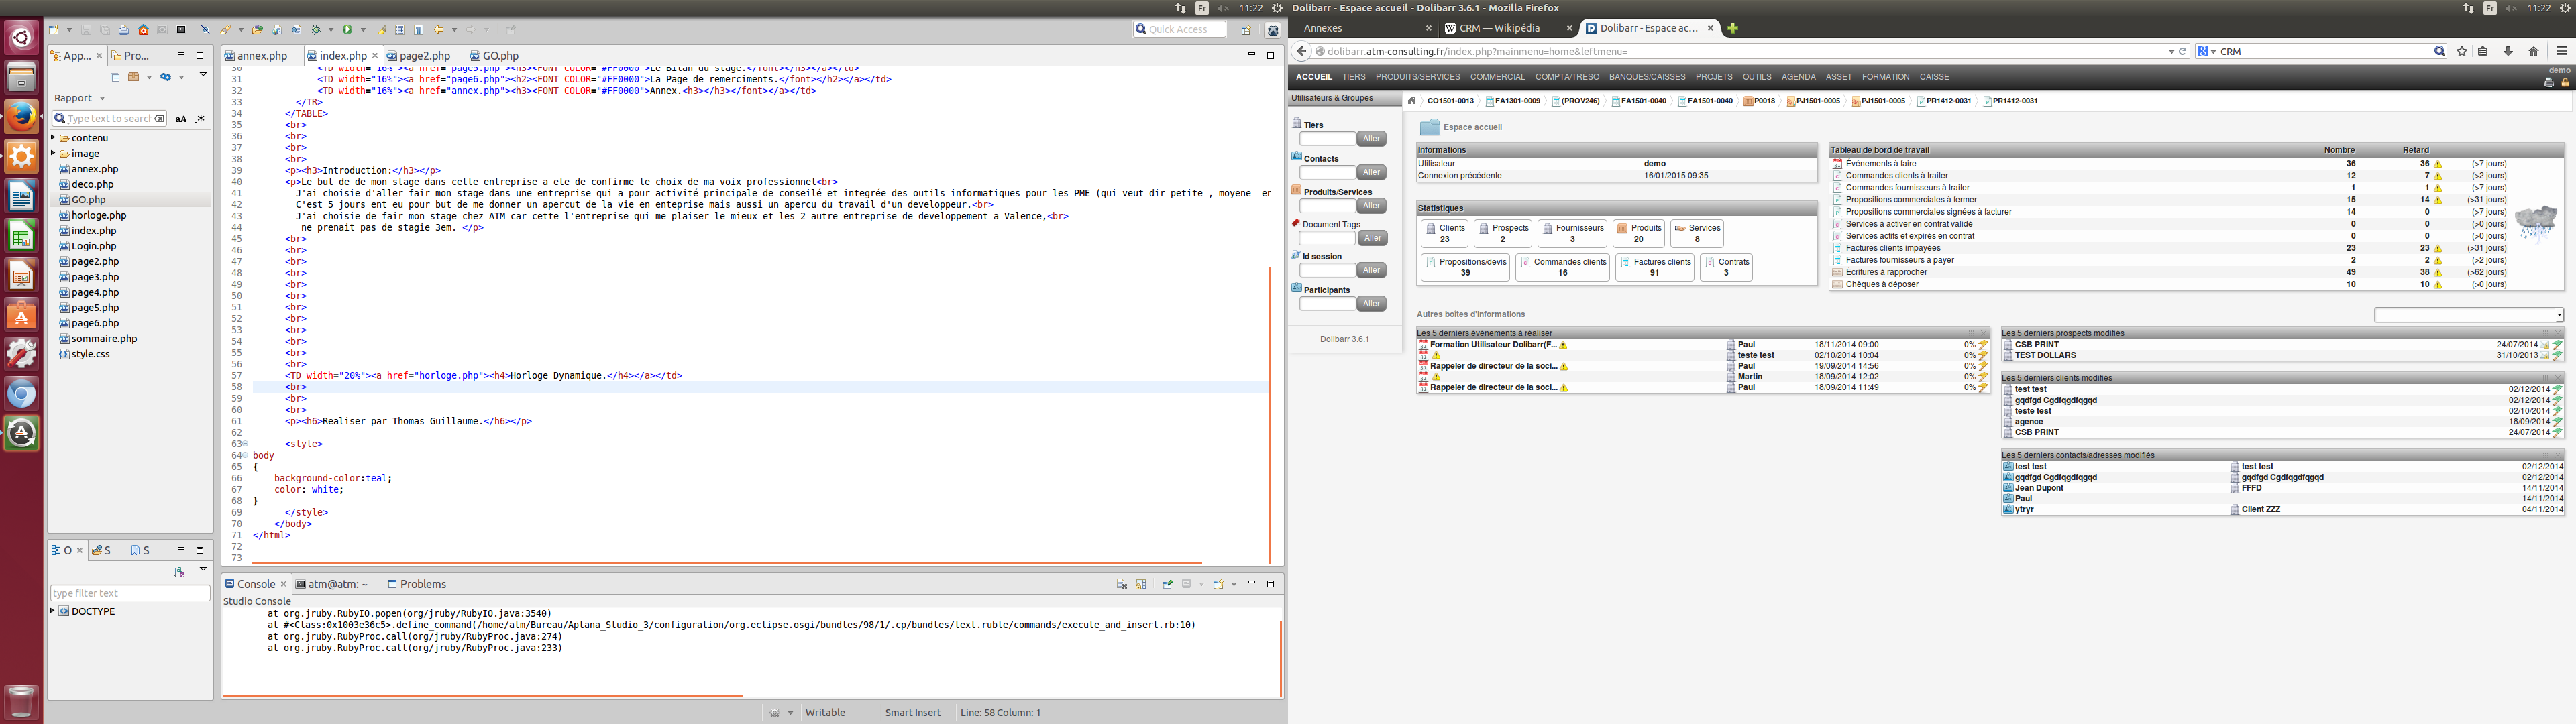 Fr 11:22
Quick Access
App... Pro...
Rapport
Type text to search
contenu
image
annex.php
deco.php
GO.php
horloge.php
index.php
Login.php
page2.php
page3.php
page4.php
page5.php
page6.php
sommaire.php
style.css
O S S
type filter text
DOCTYPE
annex.php index.php page2.php GO.php
30 <TD width="16%"><a href="page5.php"><h3><FONT COLOR="#FF0000">Le Bilan du stage.</font></h3></a></td>
31 <TD width="16%"><a href="page6.php"><h2><FONT COLOR="#FF0000">La Page de remerciments.</font></h2></a></td>
32 <TD width="16%"><a href="annex.php"><h3><FONT COLOR="#FF0000">Annex.<h3></h3></font></a></td>
33 </TR>
34 </TABLE>
35 <br>
36 <br>
37 <br>
38 <br>
39 <p><h3>Introduction:</h3></p>
40 <p>Le but de de mon stage dans cette entreprise a ete de confirme le choix de ma voix professionnel<br>
41 J'ai choisie d'aller fair mon stage dans une entreprise qui a pour activité principale de conseilé et integrée des outils informatiques pour les PME (qui veut dir petite , moyene er
42 C'est 5 jours ent eu pour but de me donner un apercut de la vie en enteprise mais aussi un apercu du travail d'un developpeur.<br>
43 J'ai choisie de fair mon stage chez ATM car cette l'entreprise qui me plaiser le mieux et les 2 autre entreprise de developpement a Valence,<br>
44 ne prenait pas de stagie 3em. </p>
45 <br>
46 <br>
47 <br>
48 <br>
49 <br>
50 <br>
51 <br>
52 <br>
53 <br>
54 <br>
55 <br>
56 <br>
57 <TD width="20%"><a href="horloge.php"><h4>Horloge Dynamique.</h4></a></td>
58 <br>
59 <br>
60 <br>
61 <p><h6>Realiser par Thomas Guillaume.</h6></p>
62
63 <style>
64 body
65 {
66 background-color:teal;
67 color: white;
68 }
69 </style>
70 </body>
71 </html>
72
73
Console atm@atm: ~ Problems
Studio Console
at org.jruby.RubyIO.popen(org/jruby/RubyIO.java:3540)
at #<Class:0x1003e36c5>.define_command(/home/atm/Bureau/Aptana_Studio_3/configuration/org.eclipse.osgi/bundles/98/1/.cp/bundles/text.ruble/commands/execute_and_insert.rb:10)
at org.jruby.RubyProc.call(org/jruby/RubyProc.java:274)
at org.jruby.RubyProc.call(org/jruby/RubyProc.java:233)
Writable Smart Insert Line: 58 Column: 1
Dolibarr - Espace accueil - Dolibarr 3.6.1 - Mozilla Firefox Fr 11:22
Annexes CRM — Wikipédia Dolibarr - Espace ac...
dolibarr.atm-consulting.fr/index.php?mainmenu=home&leftmenu= CRM
ACCUEIL TIERS PRODUITS/SERVICES COMMERCIAL COMPTA/TRÉSO BANQUES/CAISSES PROJETS OUTILS AGENDA ASSET FORMATION CAISSE demo
Utilisateurs & Groupes
CO1501-0013 FA1301-0009 (PROV246) FA1501-0040 FA1501-0040 P0018 PJ1501-0005 PJ1501-0005 PR1412-0031 PR1412-0031
Tiers
Aller
Contacts
Aller
Produits/Services
Aller
Document Tags
Aller
Id session
Aller
Participants
Aller
Dolibarr 3.6.1
Espace accueil
Informations
Utilisateur demo
Connexion précédente 16/01/2015 09:35
Statistiques
Clients 23
Prospects 2
Fournisseurs 3
Produits 20
Services 8
Propositions/devis 39
Commandes clients 16
Factures clients 91
Contrats 3
Tableau de bord de travail Nombre Retard
Évènements à faire 36 36 (>7 jours)
Commandes clients à traiter 12 7 (>2 jours)
Commandes fournisseurs à traiter 1 1 (>7 jours)
Propositions commerciales à fermer 15 14 (>31 jours)
Propositions commerciales signées à facturer 14 0 (>7 jours)
Services à activer en contrat validé 0 0 (>0 jours)
Services actifs et expirés en contrat 0 0 (>0 jours)
Factures clients impayées 23 23 (>31 jours)
Factures fournisseurs à payer 2 2 (>2 jours)
Écritures à rapprocher 49 38 (>62 jours)
Chèques à déposer 10 10 (>0 jours)
Autres boîtes d'informations
Les 5 derniers événements à réaliser
Formation Utilisateur Dolibarr(F... Paul 18/11/2014 09:00 0%
teste test 02/10/2014 10:04 0%
Rappeler de directeur de la soci... Paul 19/09/2014 14:56 0%
Martin 18/09/2014 12:02 0%
Rappeler de directeur de la soci... Paul 18/09/2014 11:49 0%
Les 5 derniers prospects modifiés
CSB PRINT 24/07/2014
TEST DOLLARS 31/10/2013
Les 5 derniers clients modifiés
test test 02/12/2014
gqdfgd Cgdfqgdfqgqd 02/12/2014
teste test 02/10/2014
agence 18/09/2014
CSB PRINT 24/07/2014
Les 5 derniers contacts/adresses modifiés
test test test test 02/12/2014
gqdfgd Cgdfqgdfqgqd gqdfgd Cgdfqgdfqgqd 02/12/2014
Jean Dupont FFFD 14/11/2014
Paul 14/11/2014
ytryr Client ZZZ 04/11/2014